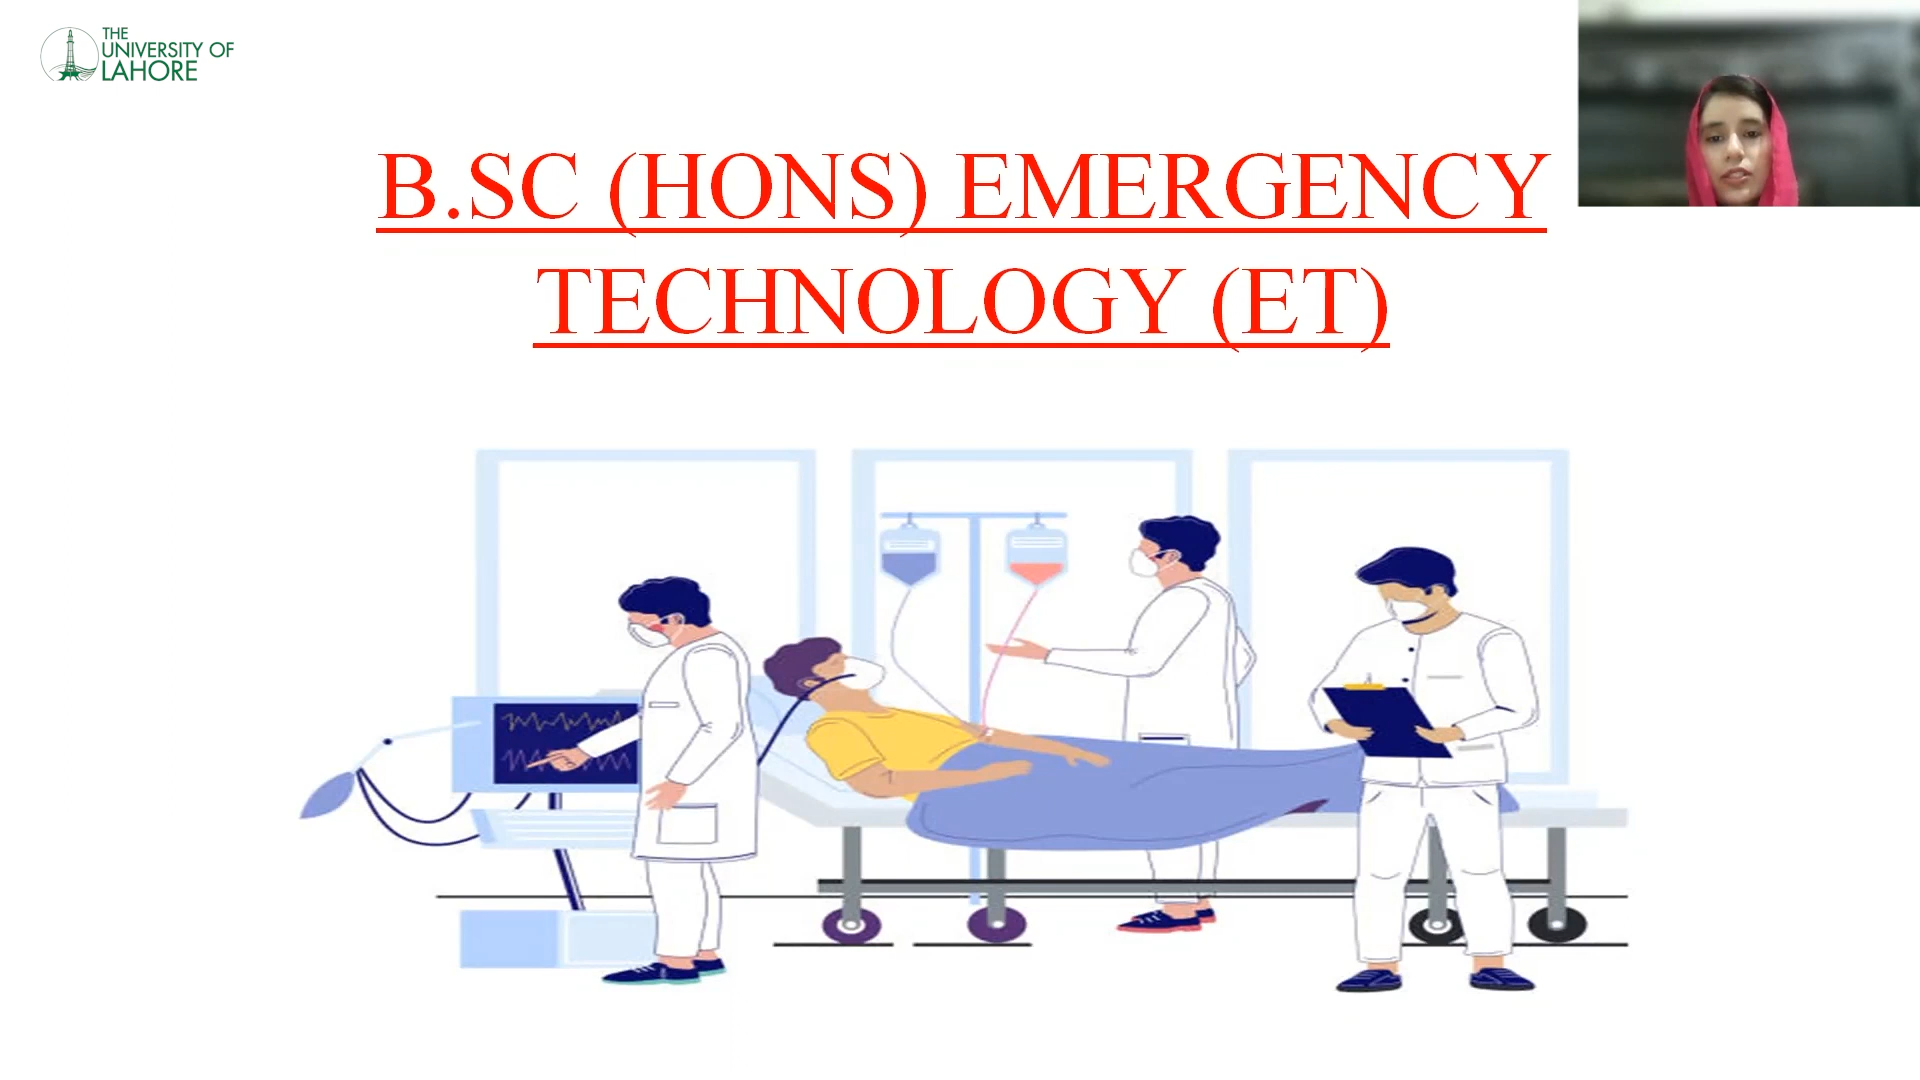 THE
UNIVERSITY OF
LAHORE
B.SC (HONS) EMERGENCY
TECHNOLOGY (ET)